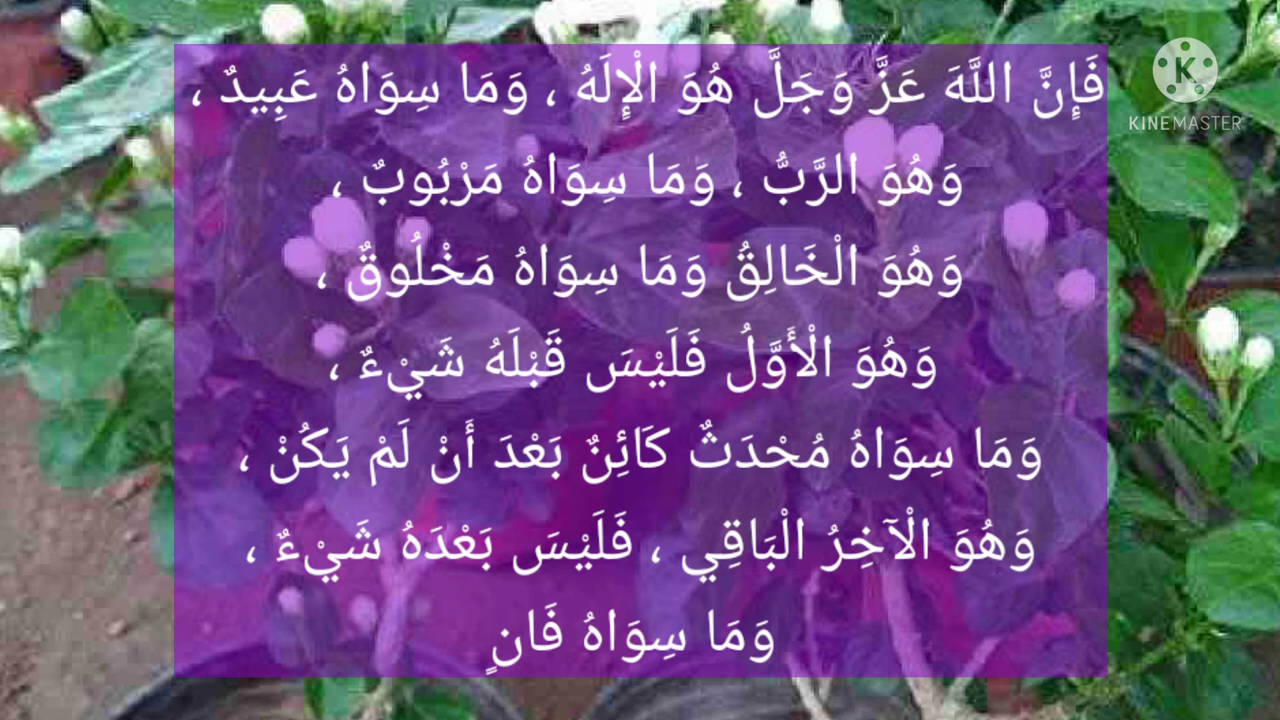 فَإِنَّ اللَّهَ عَزَّ وَجَلَّ هُوَ الْإِلَهُ ، وَمَا سِوَاهُ عَبِيدٌ ،
وَهُوَ الرَّبُّ ، وَمَا سِوَاهُ مَرْبُوبٌ ،
وَهُوَ الْخَالِقُ وَمَا سِوَاهُ مَخْلُوقٌ ،
وَهُوَ الْأَوَّلُ فَلَيْسَ قَبْلَهُ شَيْءٌ ،
وَمَا سِوَاهُ مُحْدَثٌ كَائِنٌ بَعْدَ أَنْ لَمْ يَكُنْ ،
وَهُوَ الْآخِرُ الْبَاقِي ، فَلَيْسَ بَعْدَهُ شَيْءٌ ،
وَمَا سِوَاهُ فَانٍ
KINEMASTER